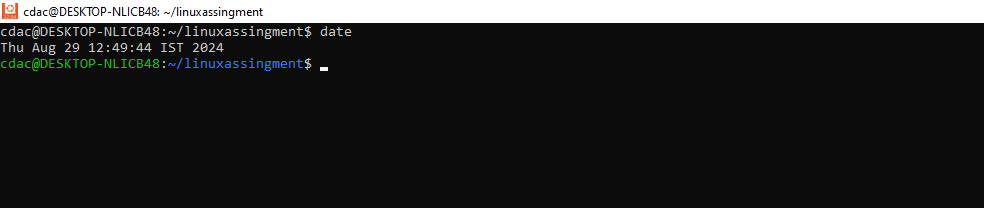 cdac@DESKTOP-NLICB48: ~/linuxassingment
cdac@DESKTOP-NLICB48:~/linuxassingment$ date
Thu Aug 29 12:49:44 IST 2024
cdac@DESKTOP-NLICB48:~/linuxassingment$